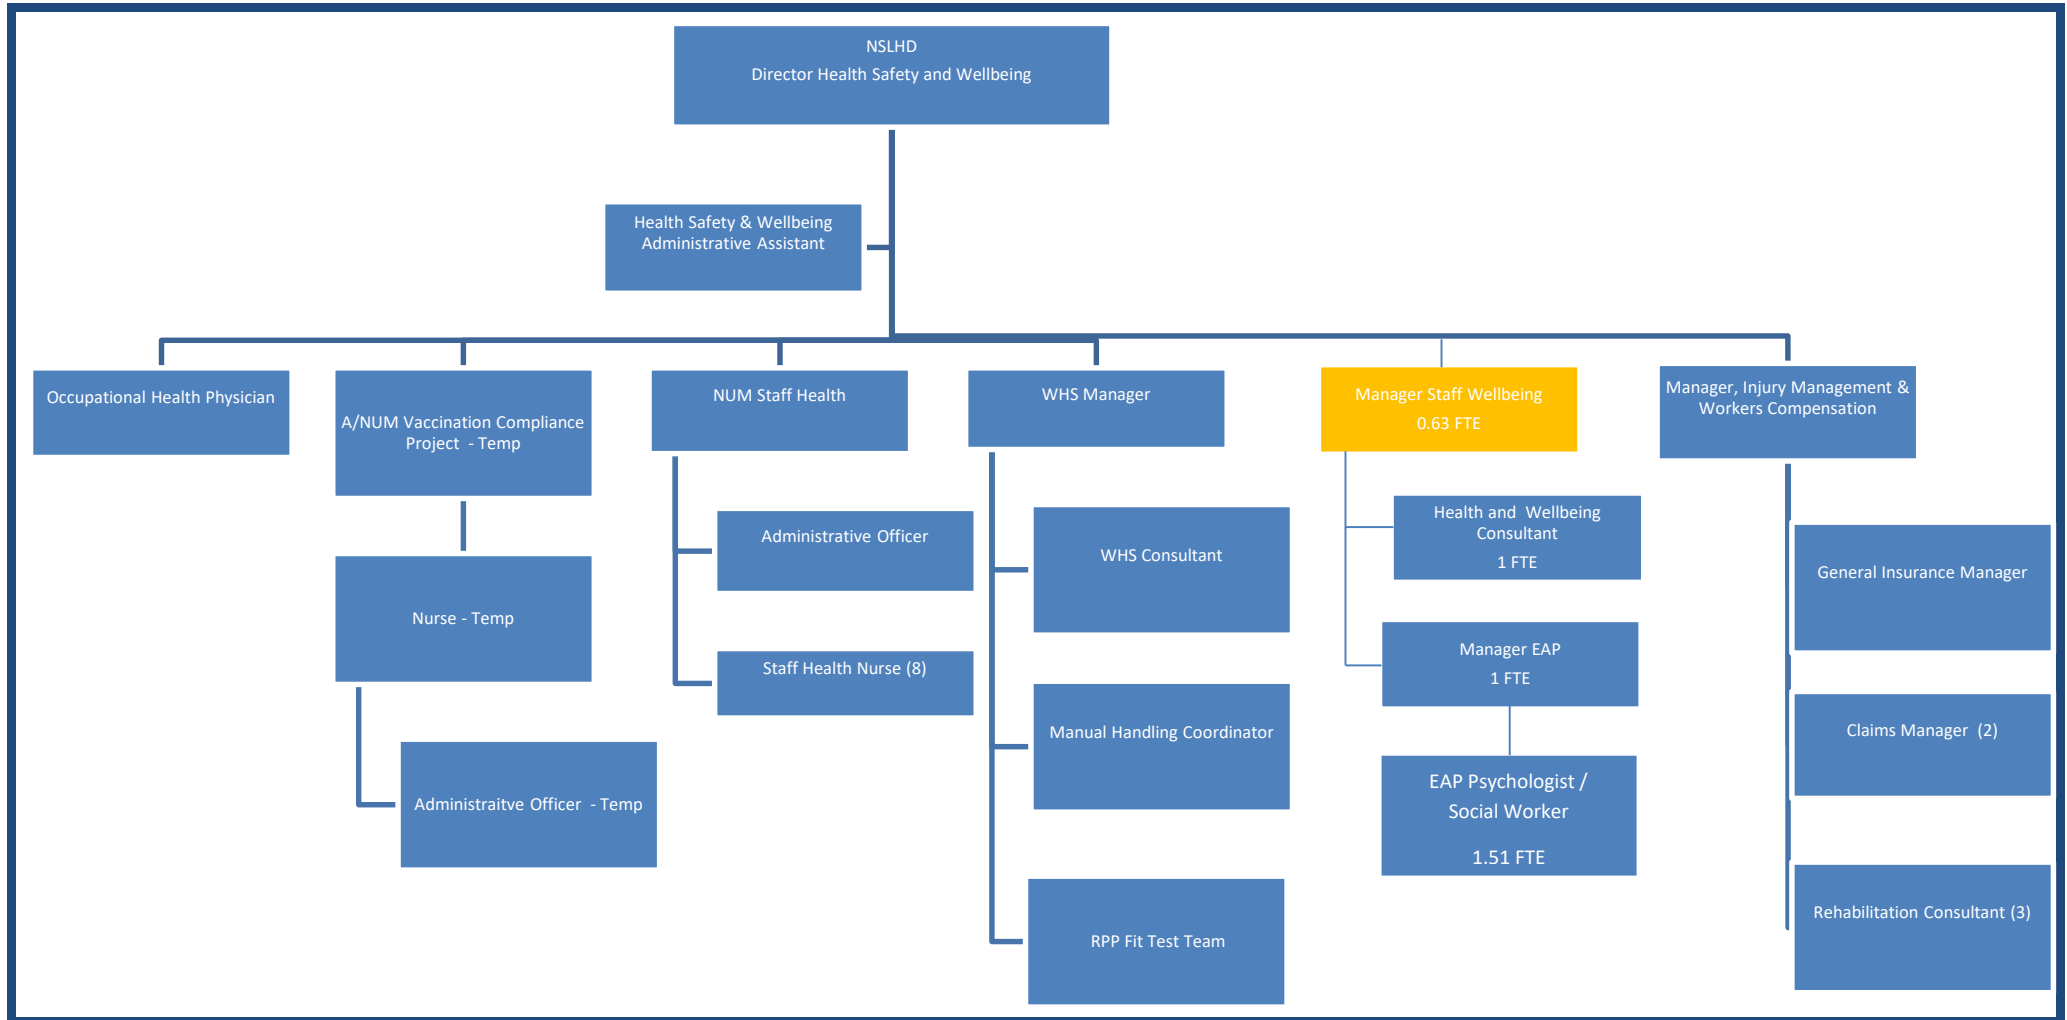 NSLHD
Director Health Safety and Wellbeing
Health Safety & Wellbeing
Administrative Assistant
Occupational Health Physician
A/NUM Vaccination Compliance
Project  - Temp
Nurse - Temp
Administraitve Officer  - Temp
NUM Staff Health
Administrative Officer
Staff Health Nurse (8)
WHS Manager
WHS Consultant
Manual Handling Coordinator
RPP Fit Test Team
Manager Staff Wellbeing
0.63 FTE
Health and  Wellbeing
Consultant
1 FTE
Manager EAP
1 FTE
EAP Psychologist /
Social Worker
1.51 FTE
Manager, Injury Management &
Workers Compensation
General Insurance Manager
Claims Manager  (2)
Rehabilitation Consultant (3)